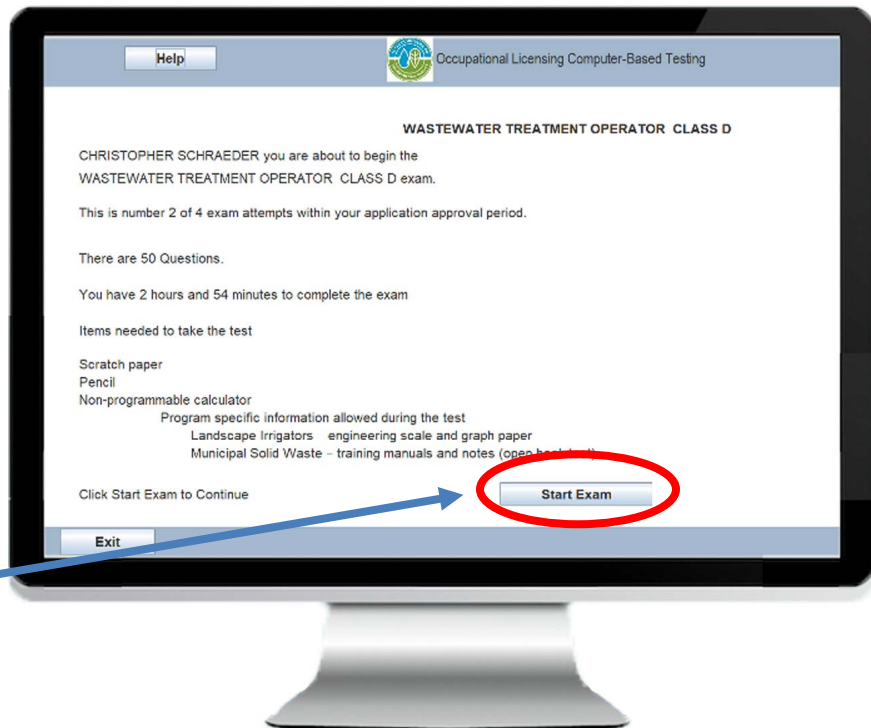 Help
Occupational Licensing Computer-Based Testing
WASTEWATER TREATMENT OPERATOR CLASS D
CHRISTOPHER SCHRAEDER you are about to begin the
WASTEWATER TREATMENT OPERATOR CLASS D exam.
This is number 2 of 4 exam attempts within your application approval period.
There are 50 Questions.
You have 2 hours and 54 minutes to complete the exam
Items needed to take the test
Scratch paper
Pencil
Non-programmable calculator
Program specific information allowed during the test
Landscape Irrigators engineering scale and graph paper
Municipal Solid Waste – training manuals and notes (open book test)
Click Start Exam to Continue
Start Exam
Exit